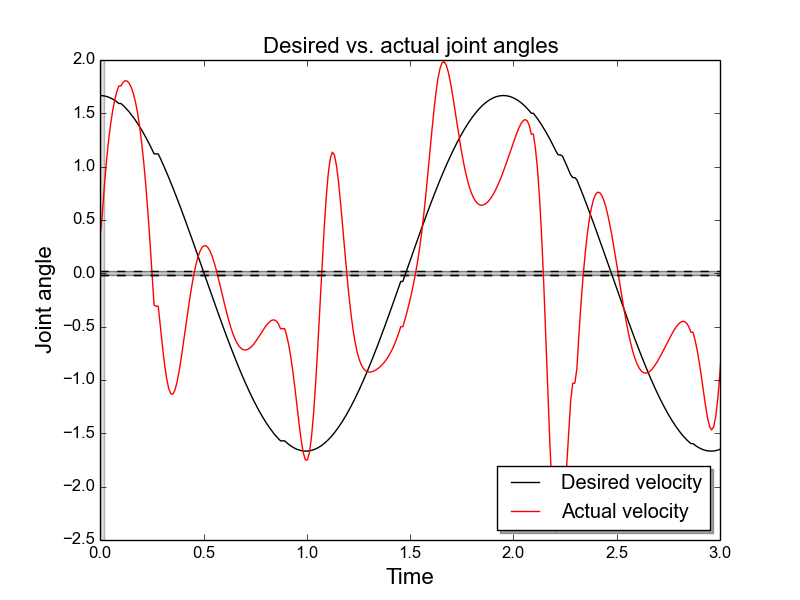 Desired vs. actual joint angles
2.0
1.5
1.0
0.5
0.0
−0.5
−1.0
−1.5
−2.0
−2.5
Joint angle
Desired velocity
Actual velocity
0.0 0.5 1.0 1.5 2.0 2.5 3.0
Time